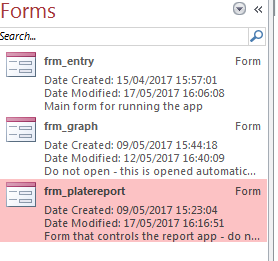 Forms
Search...
frm_entry Form
Date Created: 15/04/2017 15:57:01
Date Modified: 17/05/2017 16:06:08
Main form for running the app
frm_graph Form
Date Created: 09/05/2017 15:44:18
Date Modified: 12/05/2017 16:40:09
Do not open - this is opened automatic...
frm_platereport Form
Date Created: 09/05/2017 15:23:04
Date Modified: 17/05/2017 16:16:51
Form that controls the report app - do n...